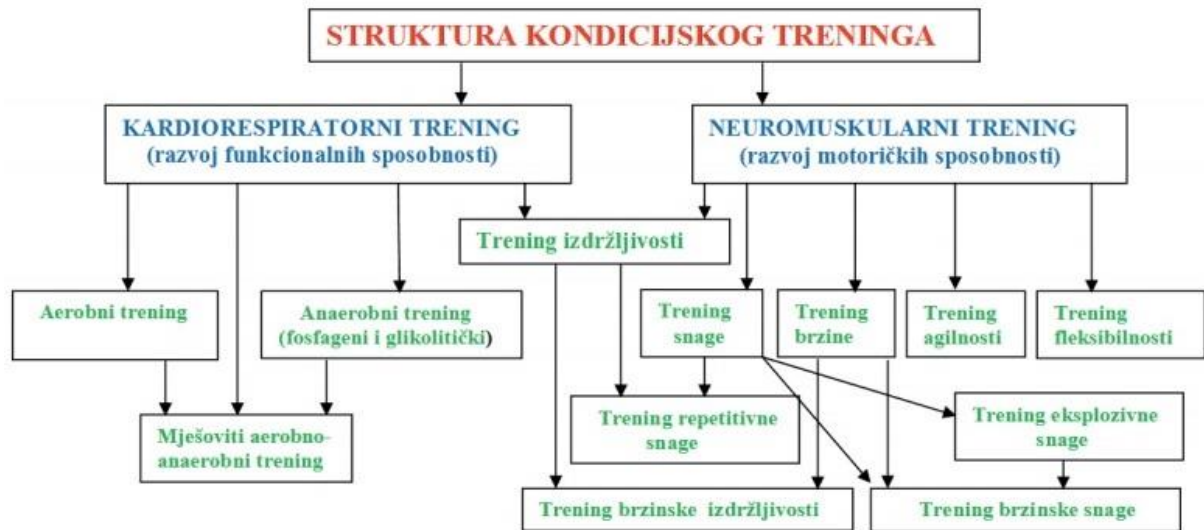 STRUKTURA KONDICIJSKOG TRENINGA
KARDIORESPIRATORNI TRENING
(razvoj funkcionalnih sposobnosti)
NEUROMUSKULARNI TRENING
(razvoj motoričkih sposobnosti)
Trening izdržljivosti
Aerobni trening
Anaerobni trening
(fosfageni i glikolitički)
Trening
snage
Trening
brzine
Trening
agilnosti
Trening
fleksibilnosti
Mješoviti aerobno-
anaerobni trening
Trening repetitivne
snage
Trening eksplozivne
snage
Trening brzinske izdržljivosti
Trening brzinske snage